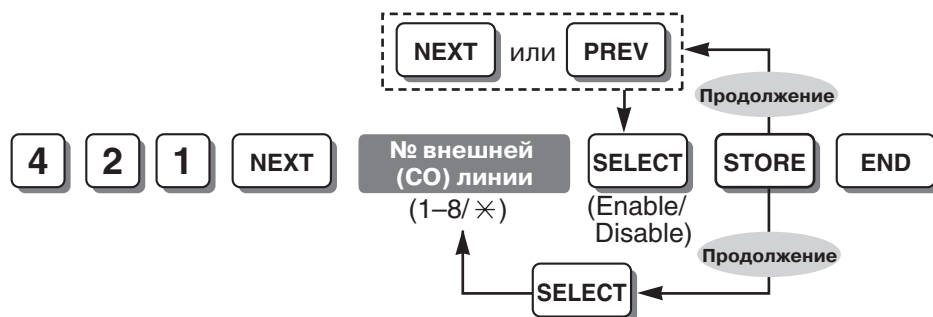 NEXT или PREV
Продолжение
4 2 1 NEXT № внешней (CO) линии SELECT STORE END
(1–8/✳) (Enable/ Disable)
Продолжение
SELECT